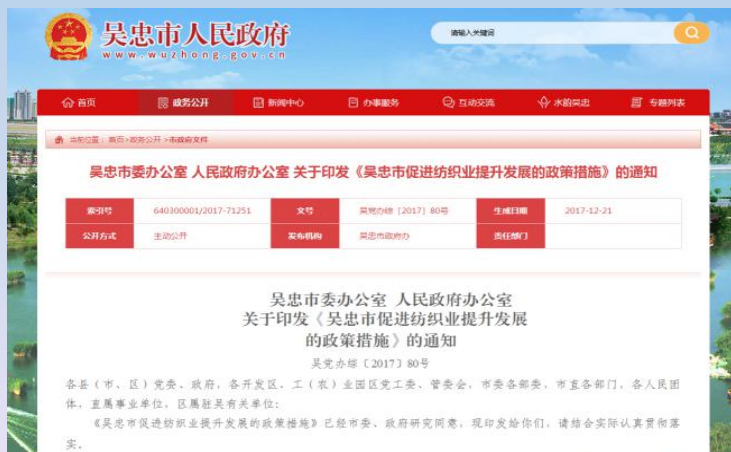 吴忠市人民政府
www.wuzhong.gov.cn
请输入关键词
首页 政务公开 新闻中心 办事服务 互动交流 水韵吴忠 专题列表
当前位置：首页>政务公开>市政府文件
吴忠市委办公室 人民政府办公室 关于印发《吴忠市促进纺织业提升发展的政策措施》的通知
索引号 640300001/2017-71251 文号 吴党办综〔2017〕80号 生成日期 2017-12-21
公开方式 主动公开 发布机构 吴忠市政府办 责任部门
吴忠市委办公室 人民政府办公室
关于印发《吴忠市促进纺织业提升发展
的政策措施》的通知
吴党办综〔2017〕80号
各县（市、区）党委、政府，各开发区、工（农）业园区党工委、管委会，市委各部委，市直各部门，各人民团
体，直属事业单位，区属驻吴有关单位：
《吴忠市促进纺织业提升发展的政策措施》已经市委、政府研究同意，现印发给你们，请结合实际认真贯彻落
实。